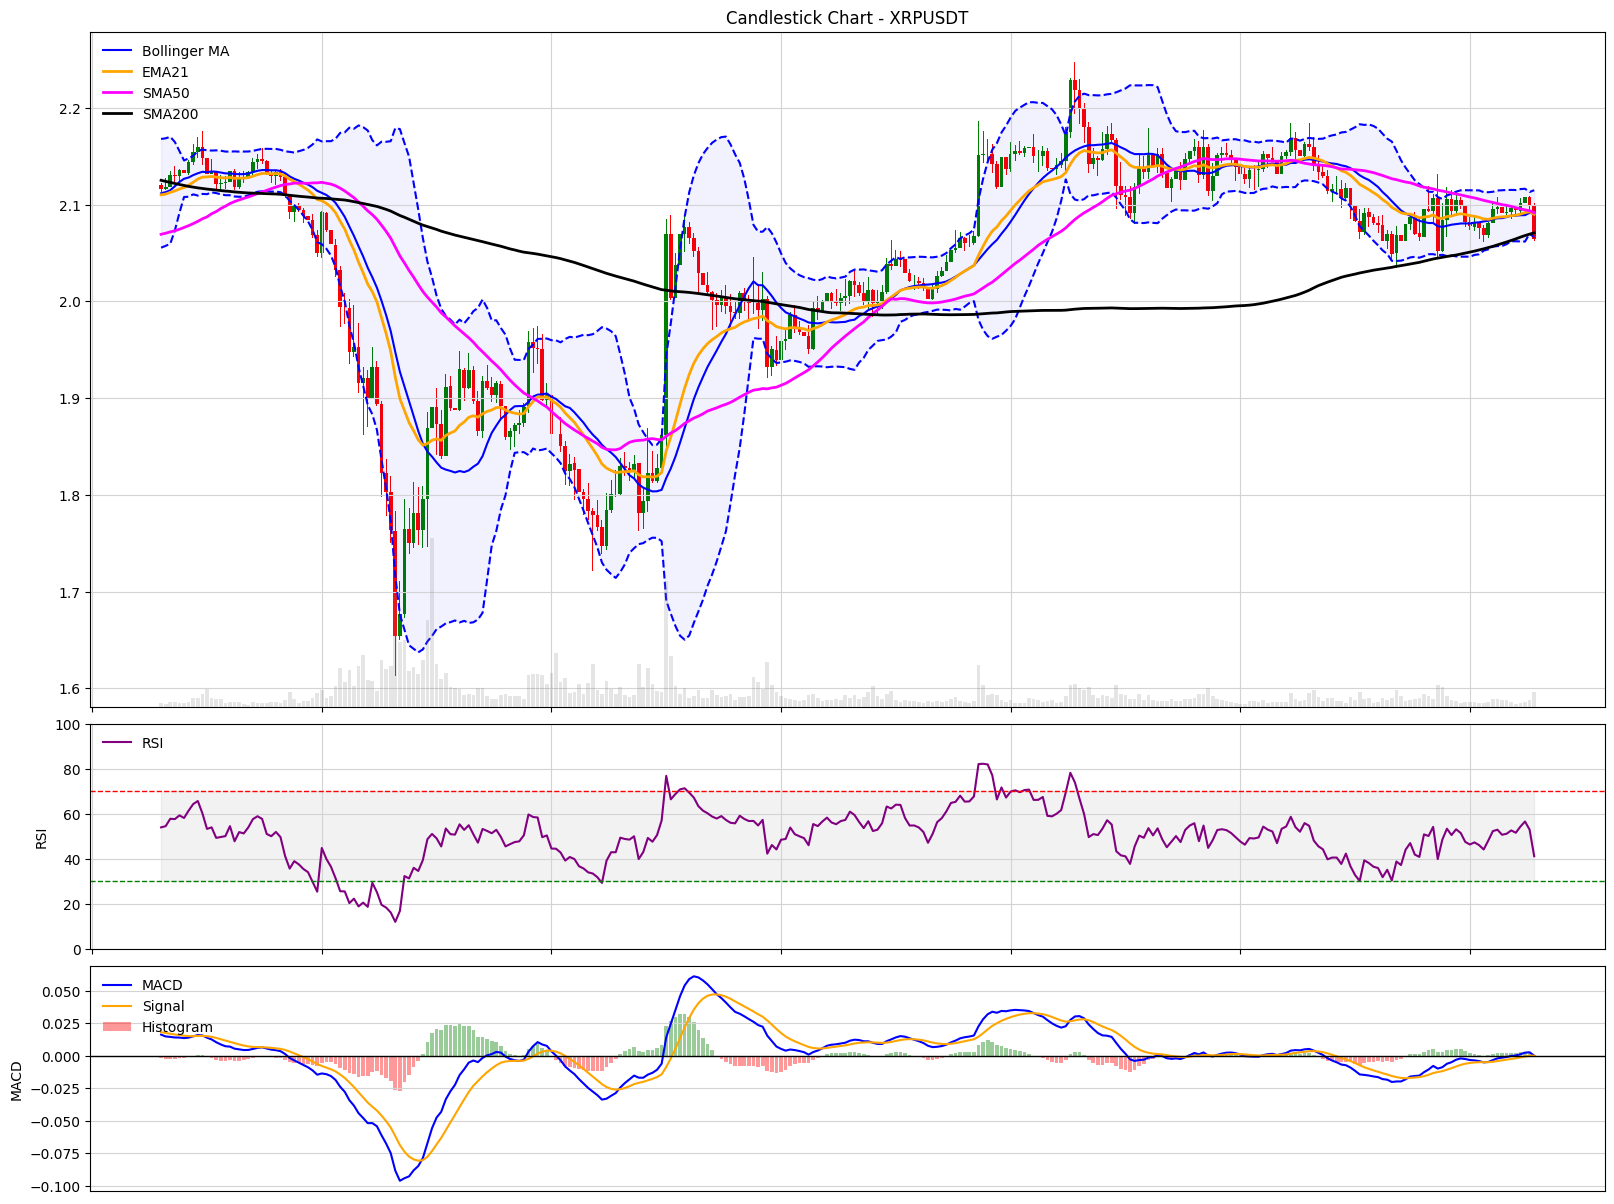 Candlestick Chart - XRPUSDT
Bollinger MA
EMA21
SMA50
SMA200
2.2
2.1
2.0
1.9
1.8
1.7
1.6
RSI
100
80
60
40
20
0
RSI
MACD
Signal
Histogram
0.050
0.025
0.000
−0.025
−0.050
−0.075
−0.100
MACD